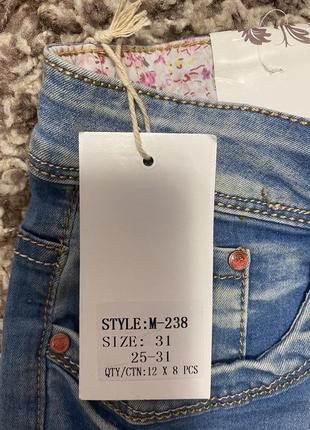 STYLE:M-238
SIZE: 31
25-31
QTY/CTN:12 X 8 PCS